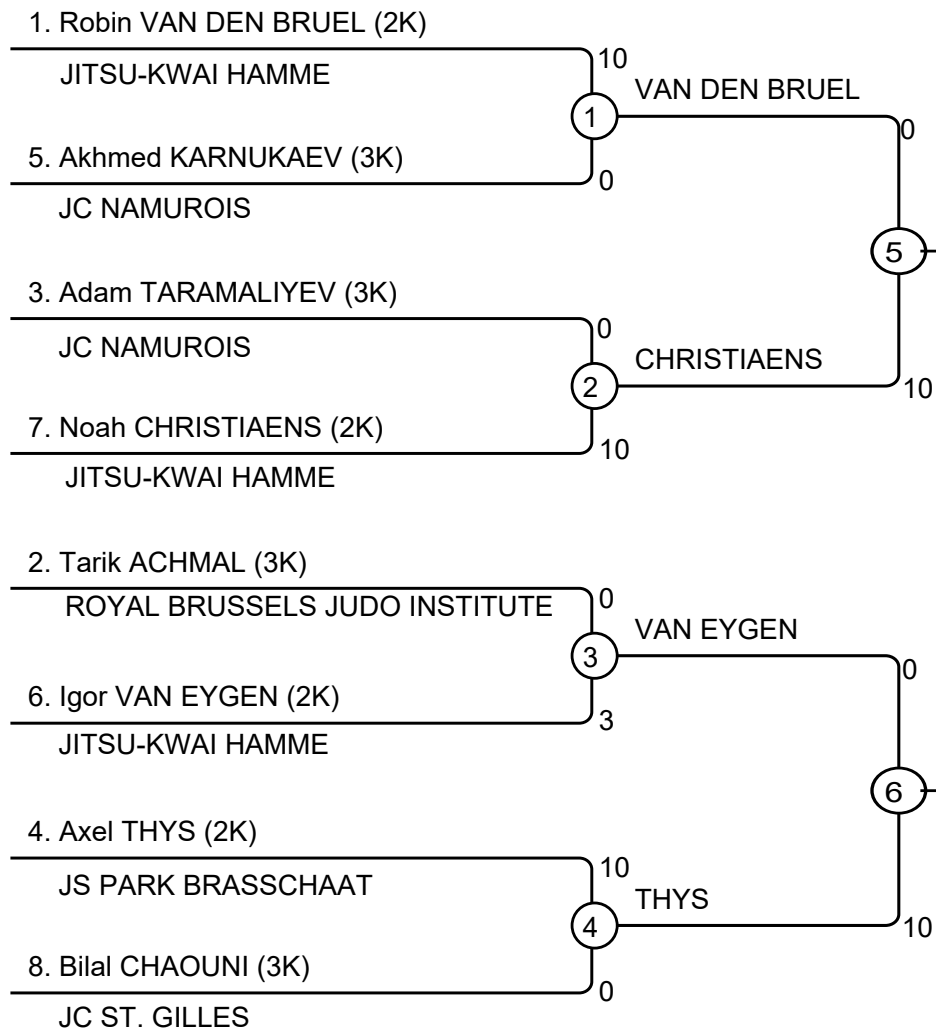 1. Robin VAN DEN BRUEL (2K)
10
JITSU-KWAI HAMME
VAN DEN BRUEL
1
0
5. Akhmed KARNUKAEV (3K)
0
JC NAMUROIS
5
3. Adam TARAMALIYEV (3K)
0
JC NAMUROIS
CHRISTIAENS
2
10
7. Noah CHRISTIAENS (2K)
10
JITSU-KWAI HAMME
2. Tarik ACHMAL (3K)
0
ROYAL BRUSSELS JUDO INSTITUTE
VAN EYGEN
3
0
6. Igor VAN EYGEN (2K)
3
JITSU-KWAI HAMME
6
4. Axel THYS (2K)
10
JS PARK BRASSCHAAT
THYS
4
10
8. Bilal CHAOUNI (3K)
0
JC ST. GILLES